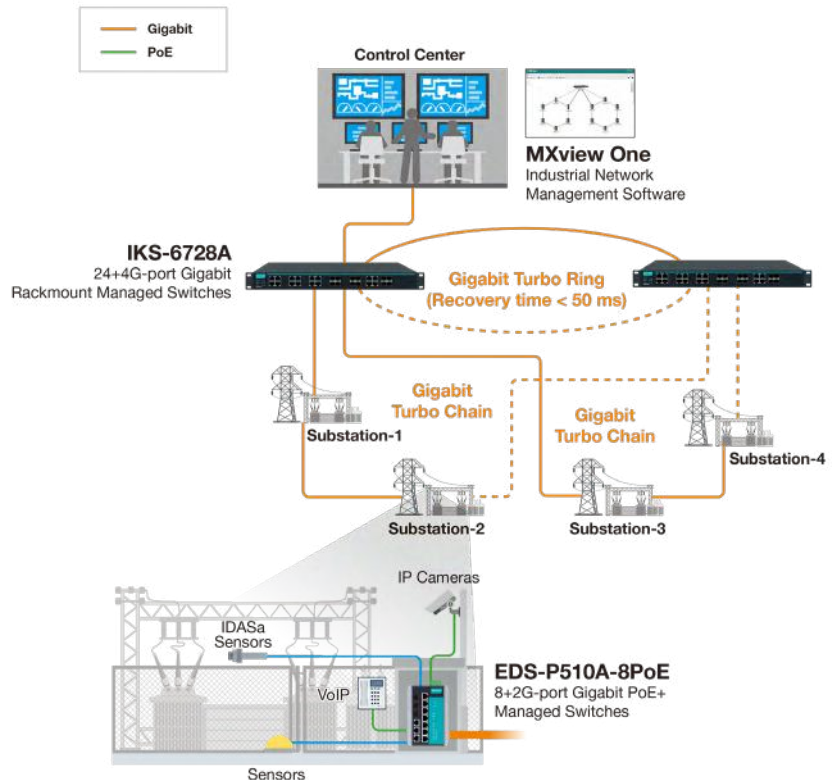 Gigabit
PoE
Control Center
MXview One
Industrial Network
Management Software
IKS-6728A
24+4G-port Gigabit
Rackmount Managed Switches
Gigabit Turbo Ring
(Recovery time < 50 ms)
Gigabit
Turbo Chain
Substation-1
Gigabit
Turbo Chain
Substation-4
Substation-2
Substation-3
IP Cameras
IDASa
Sensors
VoIP
EDS-P510A-8PoE
8+2G-port Gigabit PoE+
Managed Switches
Sensors